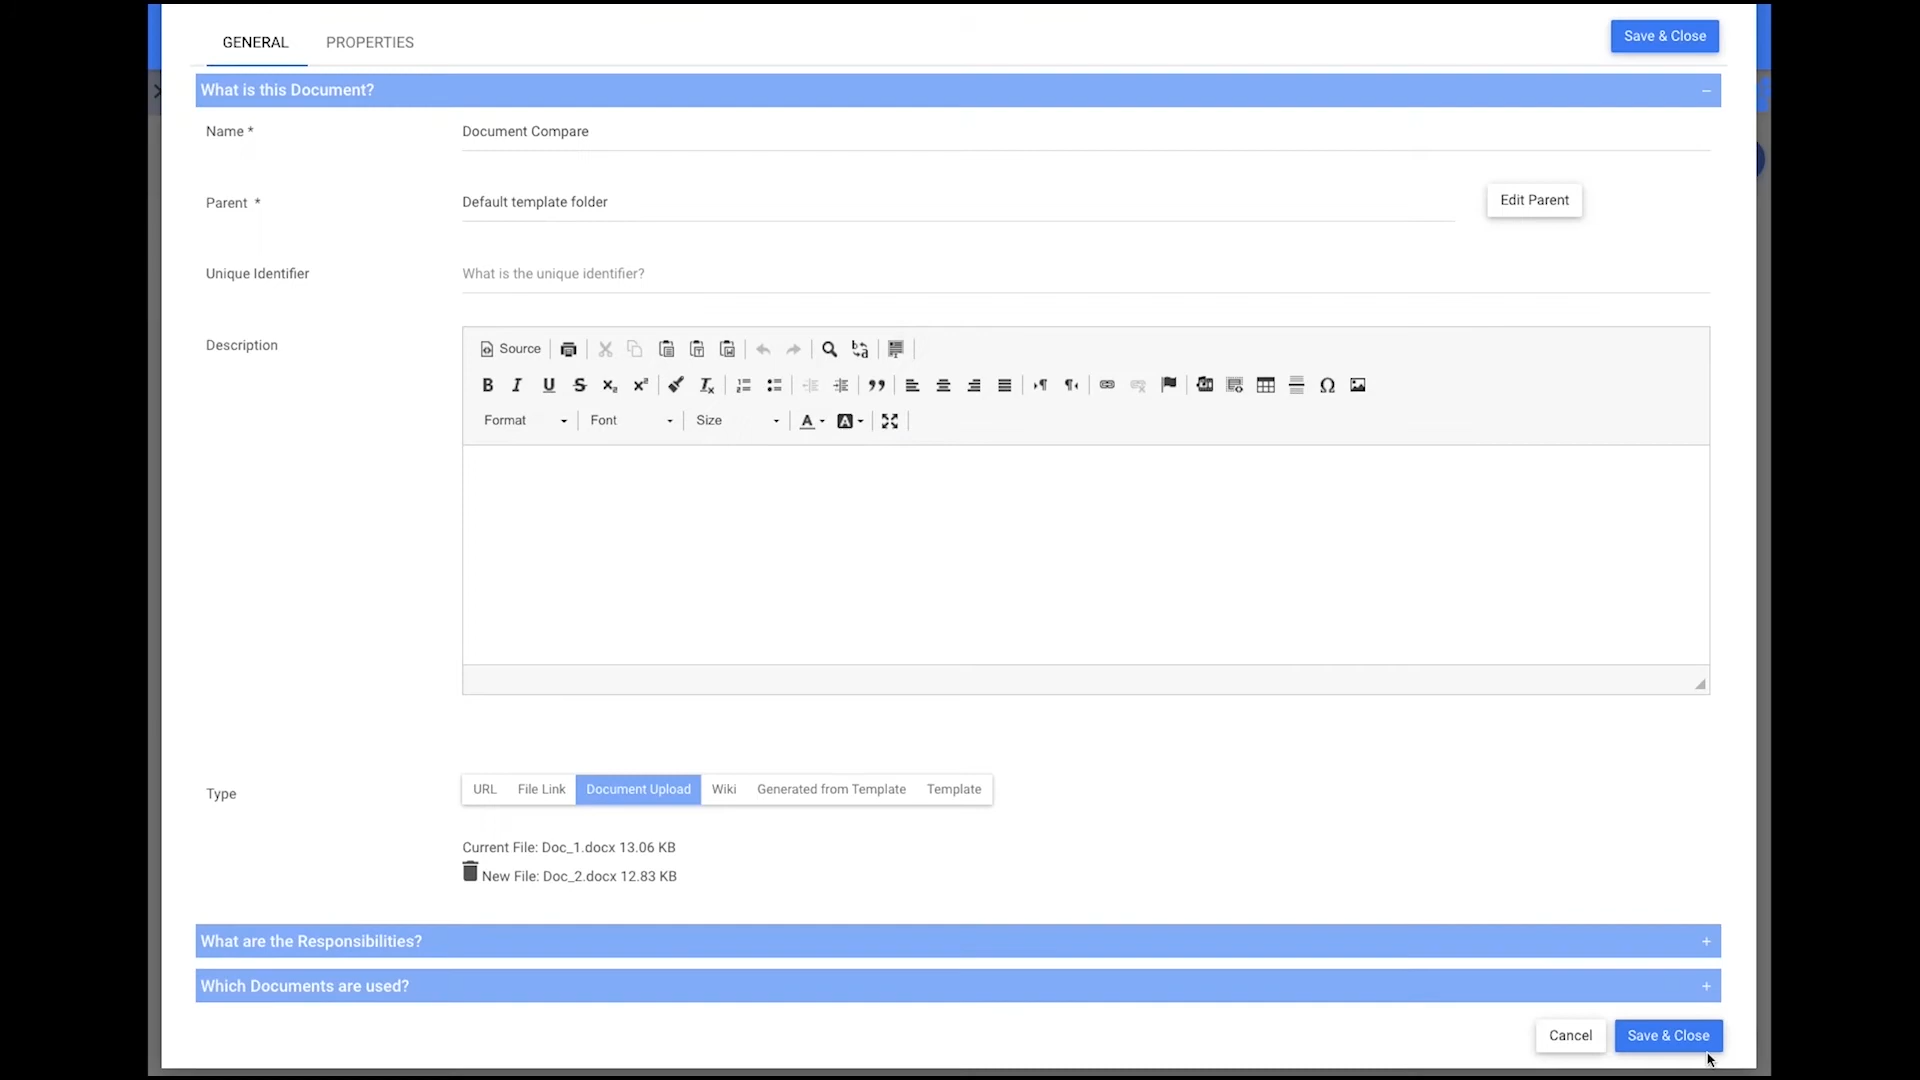 GENERAL PROPERTIES Save & Close
What is this Document? −
Name * Document Compare
Parent * Default template folder Edit Parent
Unique Identifier What is the unique identifier?
Description
Source
Format Font Size
Type URL File Link Document Upload Wiki Generated from Template Template
Current File: Doc_1.docx 13.06 KB
New File: Doc_2.docx 12.83 KB
What are the Responsibilities? +
Which Documents are used? +
Cancel Save & Close